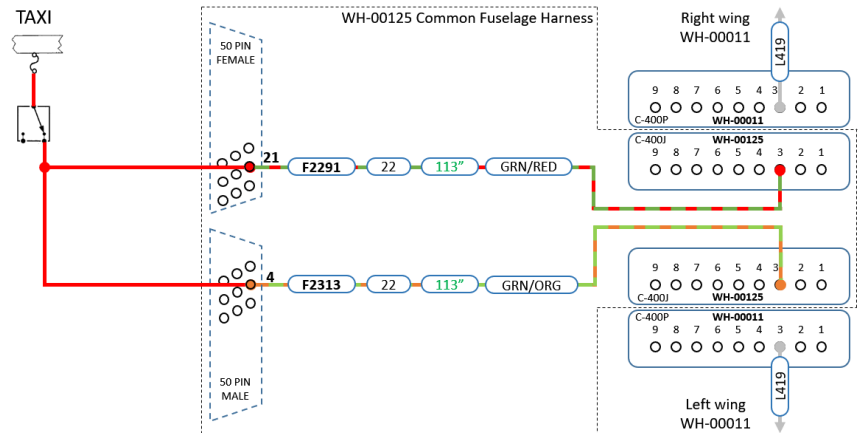 TAXI
WH-00125 Common Fuselage Harness
50 PIN
FEMALE
21
F2291
22
113”
GRN/RED
Right wing
WH-00011
L419
9 8 7 6 5 4 3 2 1
C-400P
WH-00011
C-400J
WH-00125
9 8 7 6 5 4 3 2 1
4
F2313
22
113”
GRN/ORG
50 PIN
MALE
9 8 7 6 5 4 3 2 1
C-400J
WH-00125
C-400P
WH-00011
9 8 7 6 5 4 3 2 1
L419
Left wing
WH-00011